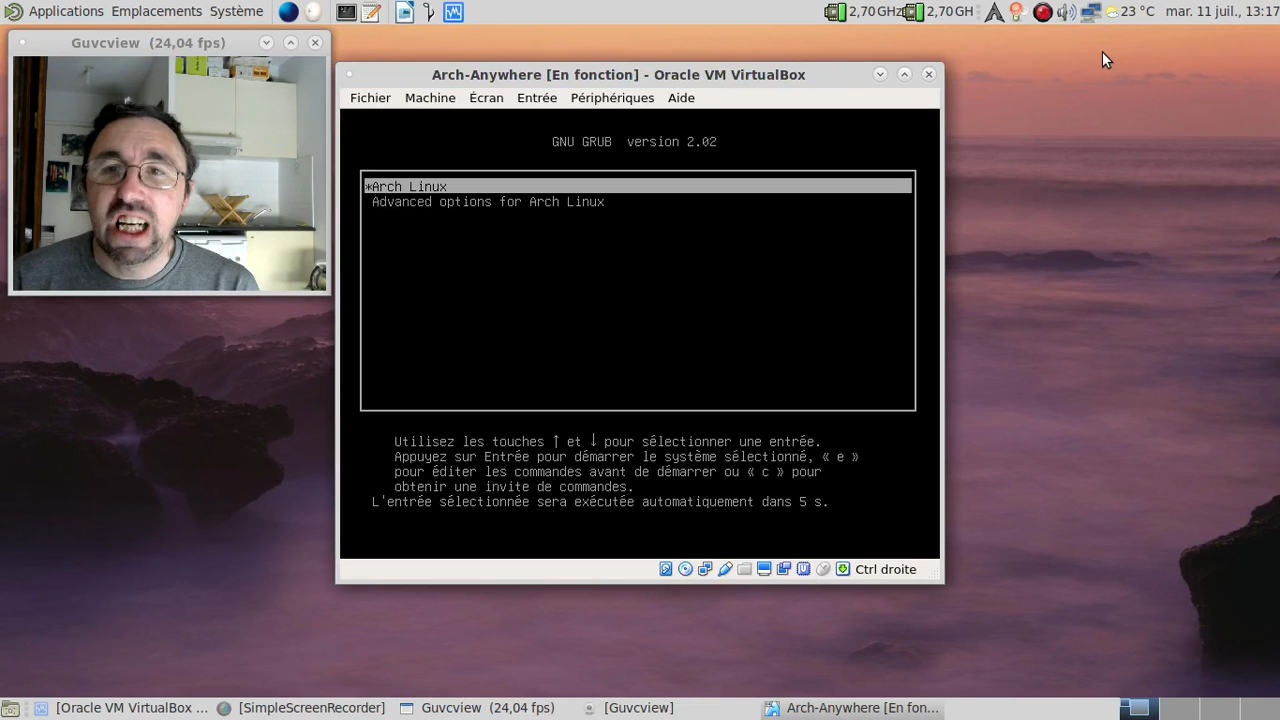 Applications Emplacements Système
2,70 GHz 2,70 GH 23 °C mar. 11 juil., 13:17
Guvcview (24,04 fps)
Arch-Anywhere [En fonction] - Oracle VM VirtualBox
Fichier Machine Écran Entrée Périphériques Aide
GNU GRUB version 2.02
*Arch Linux
Advanced options for Arch Linux
Utilisez les touches ↑ et ↓ pour sélectionner une entrée.
Appuyez sur Entrée pour démarrer le système sélectionné, « e »
pour éditer les commandes avant de démarrer ou « c » pour
obtenir une invite de commandes.
L'entrée sélectionnée sera exécutée automatiquement dans 5 s.
Ctrl droite
[Oracle VM VirtualBox ... [SimpleScreenRecorder] Guvcview (24,04 fps) [Guvcview] Arch-Anywhere [En fon...